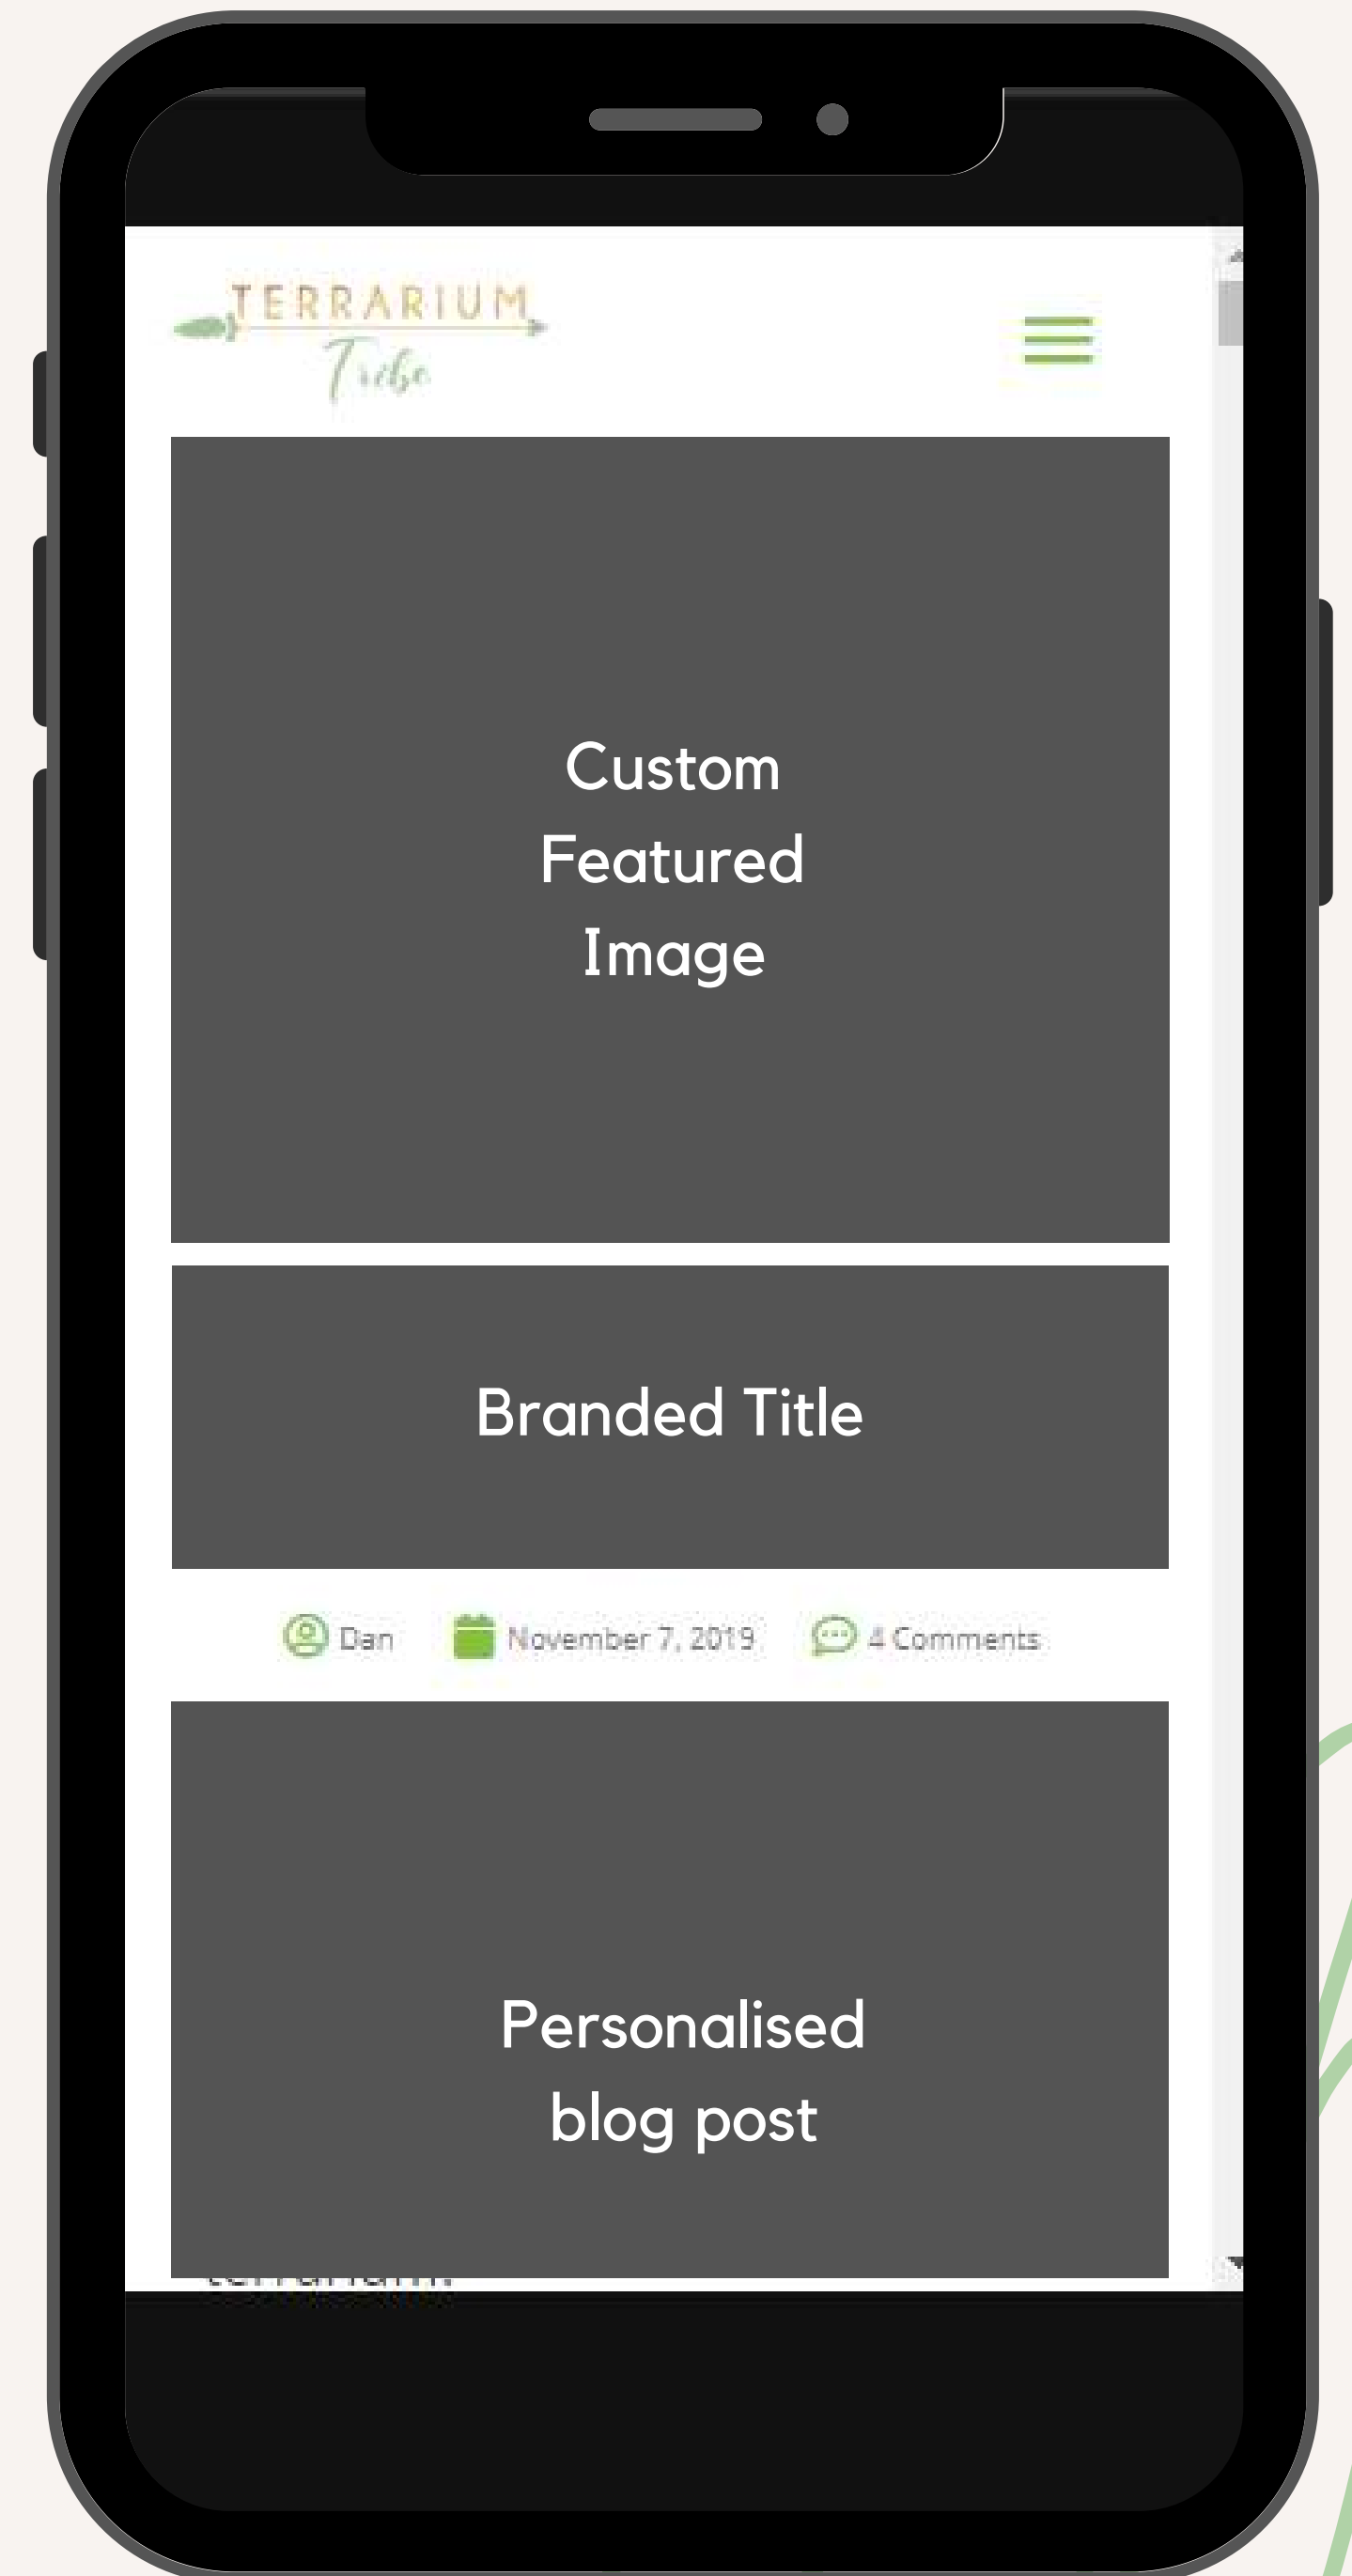 TERRARIUM
Tribe
Custom
Featured
Image
Branded Title
Dan November 7, 2019 4 Comments
Personalised
blog post